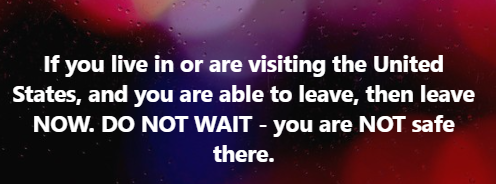 If you live in or are visiting the United
States, and you are able to leave, then leave
NOW. DO NOT WAIT - you are NOT safe
there.